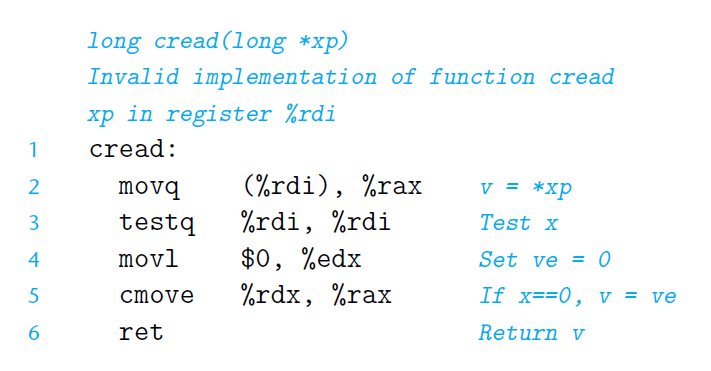 long cread(long *xp)
Invalid implementation of function cread
xp in register %rdi
1 cread:
2 movq (%rdi), %rax v = *xp
3 testq %rdi, %rdi Test x
4 movl $0, %edx Set ve = 0
5 cmove %rdx, %rax If x==0, v = ve
6 ret Return v